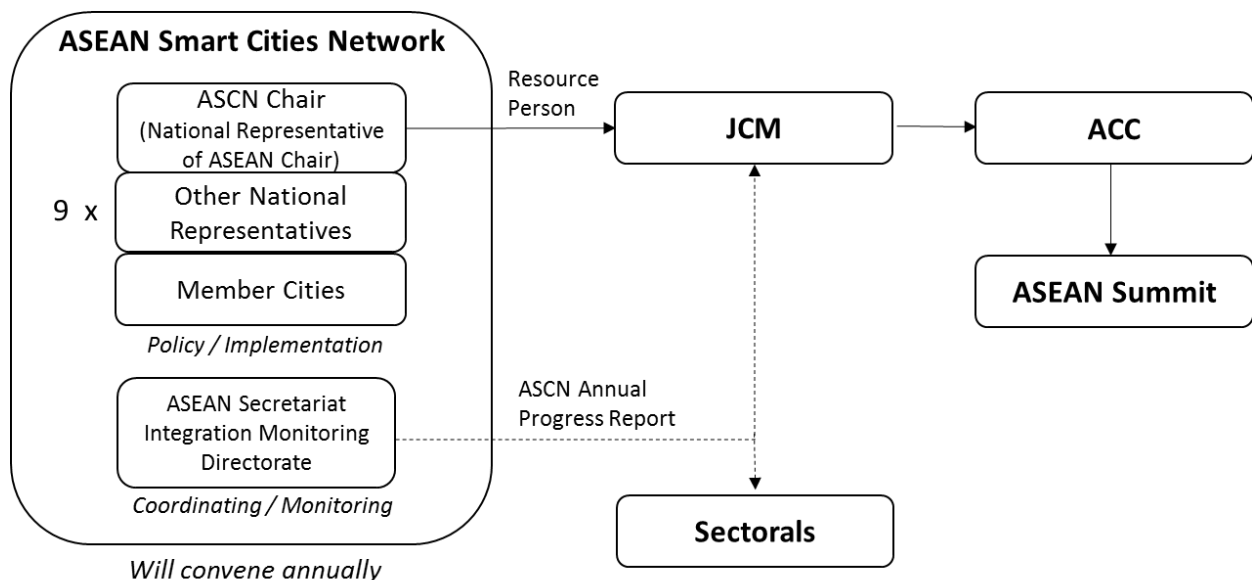 ASEAN Smart Cities Network
ASCN Chair
(National Representative
of ASEAN Chair)
9 x
Other National
Representatives
Member Cities
Policy / Implementation
ASEAN Secretariat
Integration Monitoring
Directorate
Coordinating / Monitoring
Will convene annually
Resource
Person
JCM
ACC
ASEAN Summit
ASCN Annual
Progress Report
Sectorals